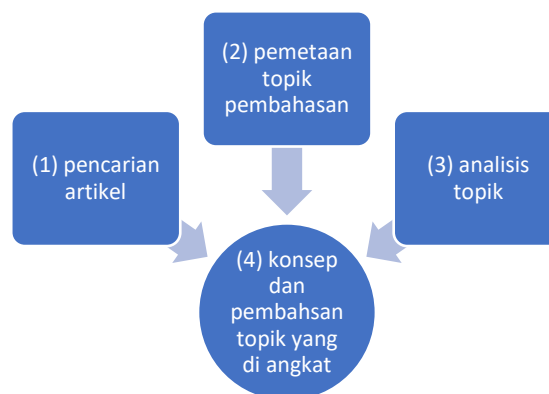 (1) pencarian
artikel
(2) pemetaan
topik
pembahasan
(3) analisis
topik
(4) konsep
dan
pembahsan
topik yang
di angkat